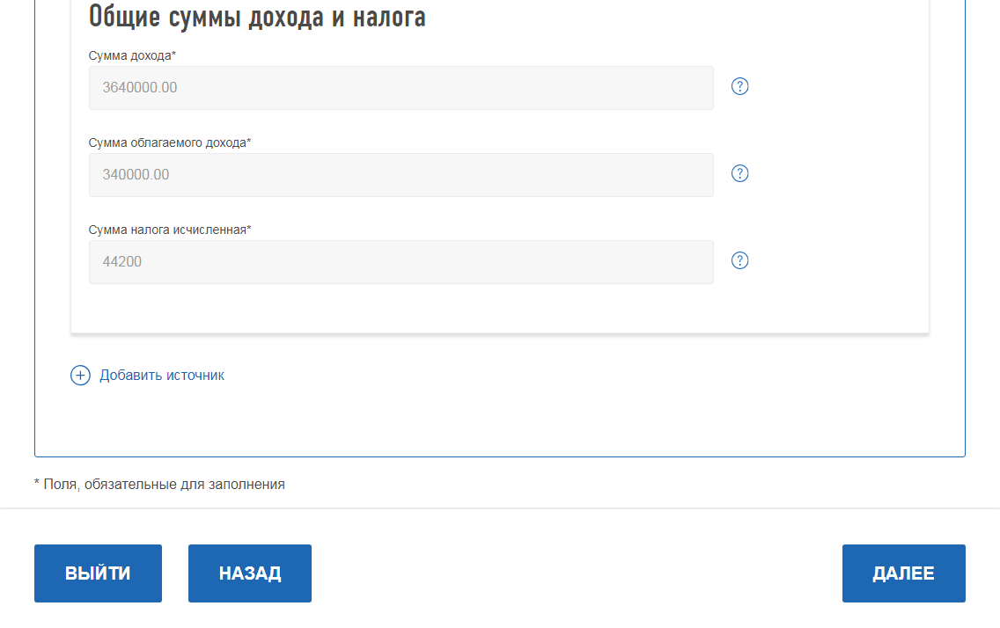 Общие суммы дохода и налога
Сумма дохода*
3640000.00
?
Сумма облагаемого дохода*
340000.00
?
Сумма налога исчисленная*
44200
?
+ Добавить источник
* Поля, обязательные для заполнения
ВЫЙТИ НАЗАД ДАЛЕЕ